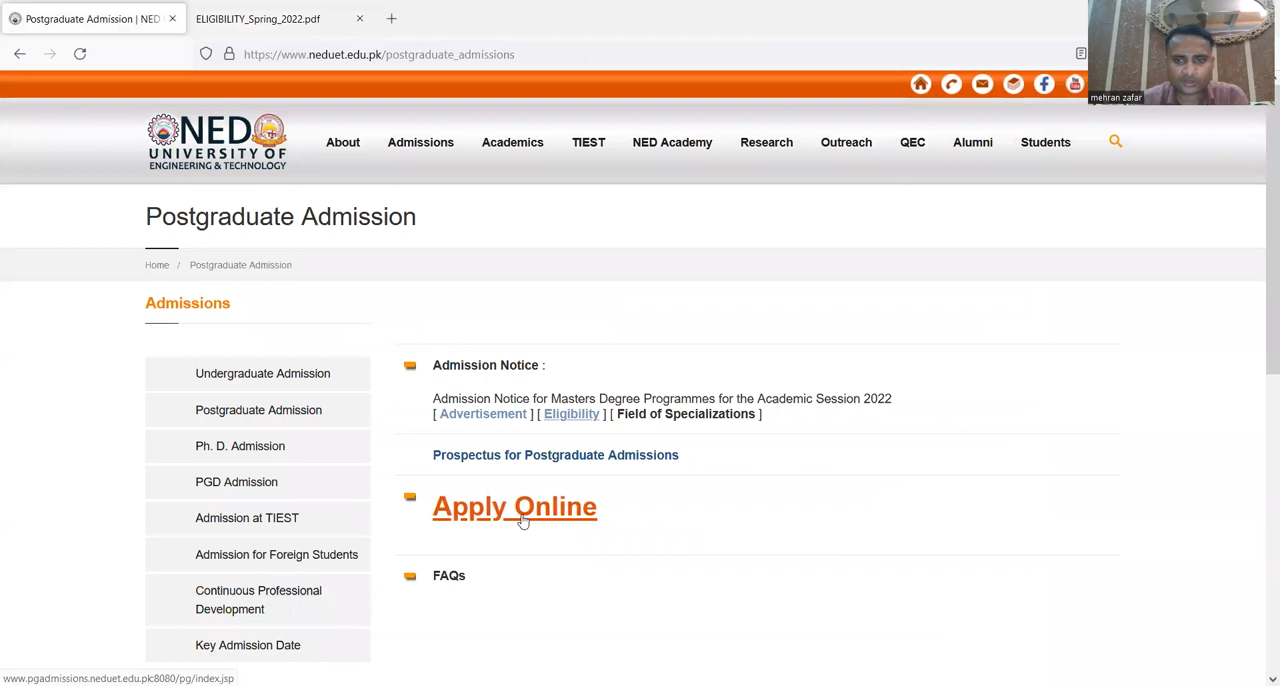 Postgraduate Admission | NED
ELIGIBILITY_Spring_2022.pdf
https://www.neduet.edu.pk/postgraduate_admissions
mehran zafar
NED
UNIVERSITY OF
ENGINEERING & TECHNOLOGY
About
Admissions
Academics
TIEST
NED Academy
Research
Outreach
QEC
Alumni
Students
Postgraduate Admission
Home / Postgraduate Admission
Admissions
Undergraduate Admission
Postgraduate Admission
Ph. D. Admission
PGD Admission
Admission at TIEST
Admission for Foreign Students
Continuous Professional
Development
Key Admission Date
Admission Notice :
Admission Notice for Masters Degree Programmes for the Academic Session 2022
[ Advertisement ] [ Eligibility ] [ Field of Specializations ]
Prospectus for Postgraduate Admissions
Apply Online
FAQs
www.pgadmissions.neduet.edu.pk:8080/pg/index.jsp